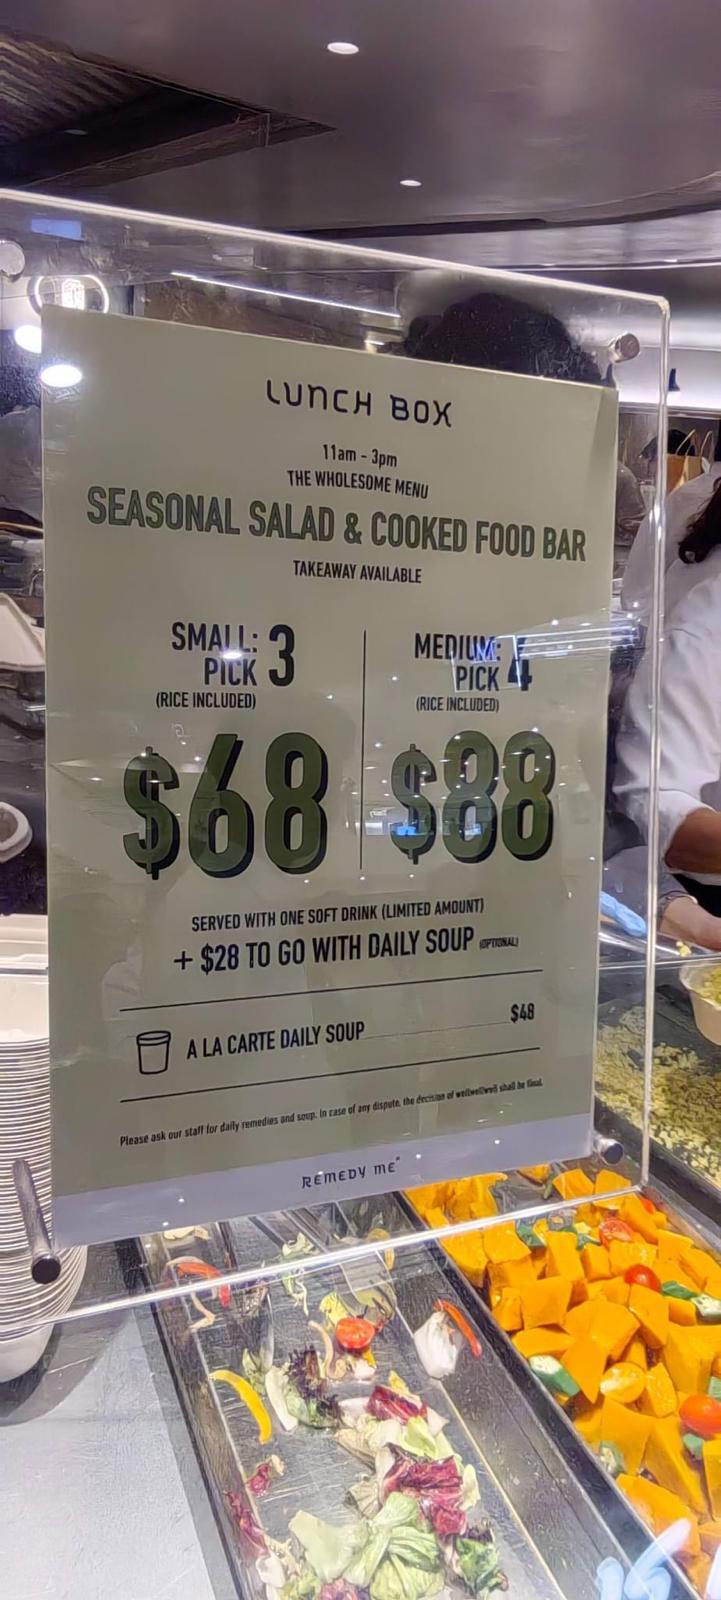 LUNCH BOX
11am - 3pm
THE WHOLESOME MENU
SEASONAL SALAD & COOKED FOOD BAR
TAKEAWAY AVAILABLE
SMALL: 3
PICK
(RICE INCLUDED)
$68
MEDIUM: 4
PICK
(RICE INCLUDED)
$88
SERVED WITH ONE SOFT DRINK (LIMITED AMOUNT)
+ $28 TO GO WITH DAILY SOUP (OPTIONAL)
A LA CARTE DAILY SOUP $48
Please ask our staff for daily remedies and soup. In case of any dispute, the decision of wellwellwell shall be final.
REMEDY ME